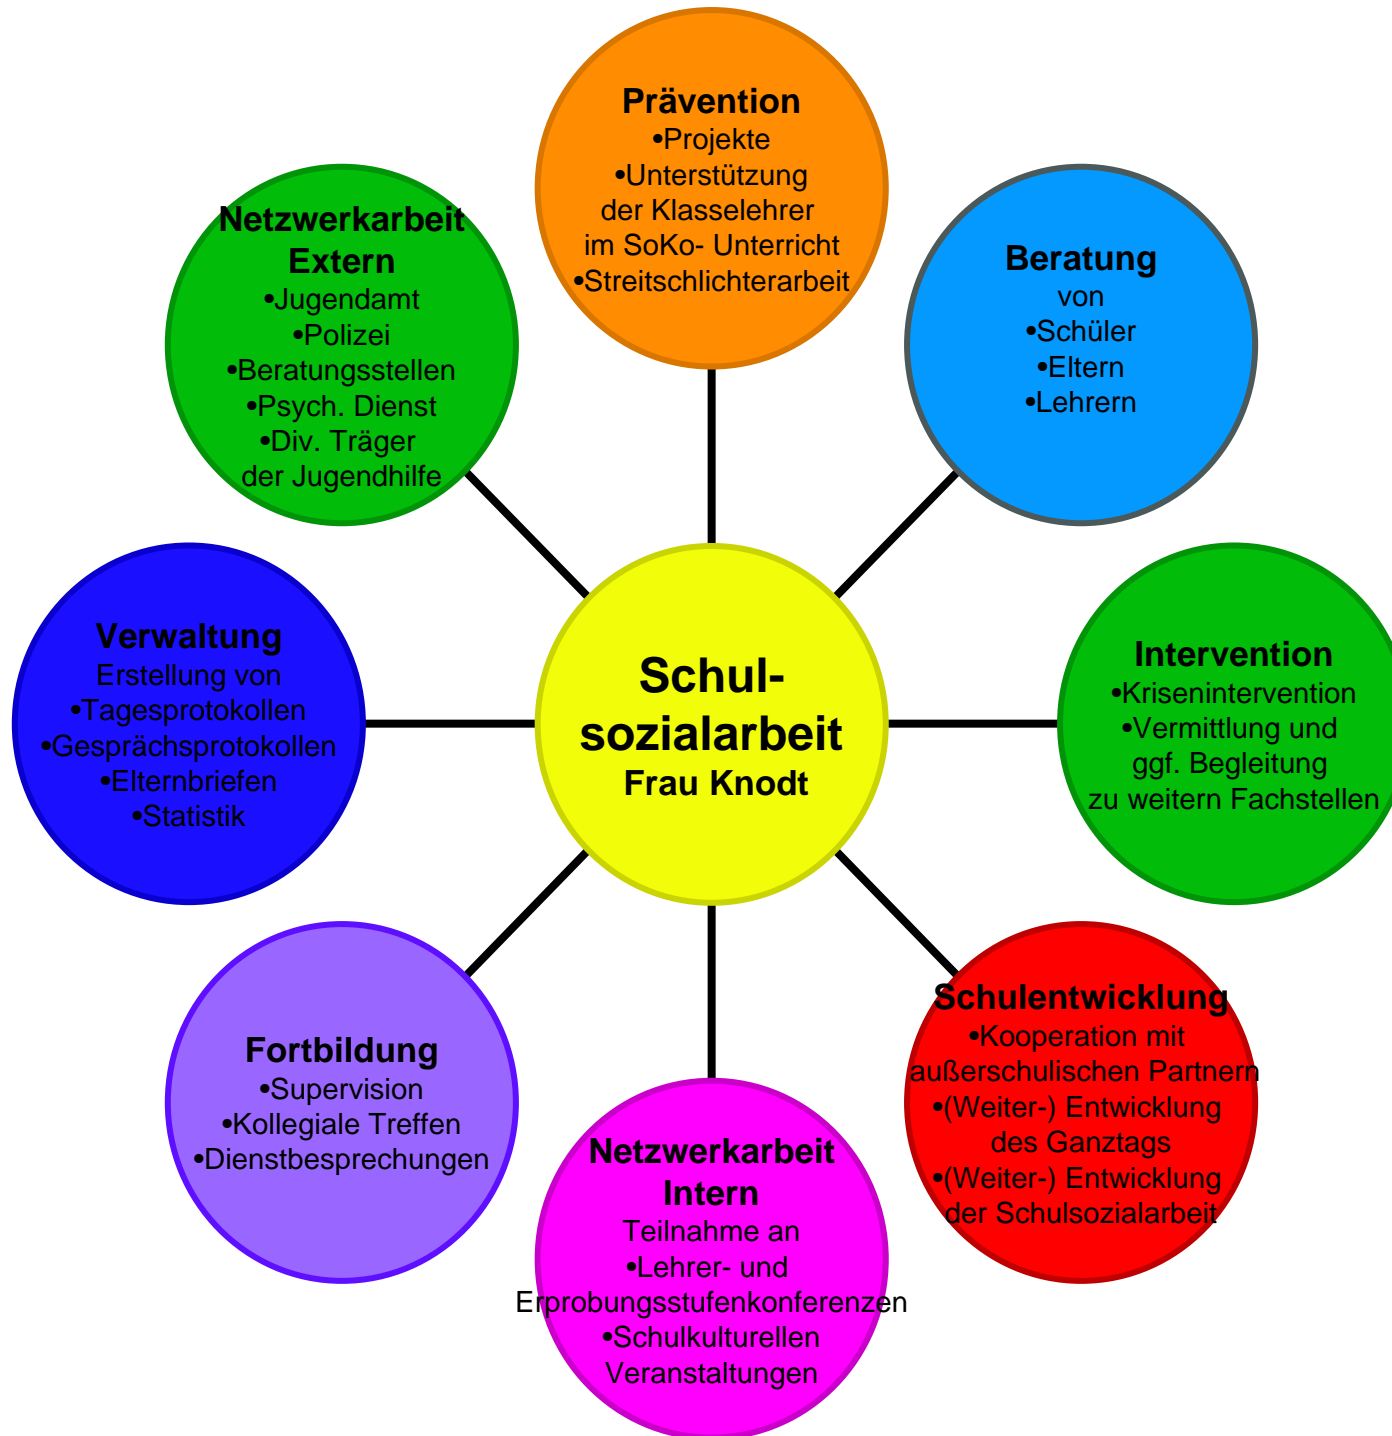 Prävention
•Projekte
•Unterstützung
der Klasselehrer
im SoKo- Unterricht
•Streitschlichterarbeit
Netzwerkarbeit
Extern
•Jugendamt
•Polizei
•Beratungsstellen
•Psych. Dienst
•Div. Träger
der Jugendhilfe
Beratung
von
•Schüler
•Eltern
•Lehrern
Verwaltung
Erstellung von
•Tagesprotokollen
•Gesprächsprotokollen
•Elternbriefen
•Statistik
Schul-
sozialarbeit
Frau Knodt
Intervention
•Krisenintervention
•Vermittlung und
ggf. Begleitung
zu weitern Fachstellen
Fortbildung
•Supervision
•Kollegiale Treffen
•Dienstbesprechungen
Netzwerkarbeit
Intern
Teilnahme an
•Lehrer- und
Erprobungsstufenkonferenzen
•Schulkulturellen
Veranstaltungen
Schulentwicklung
•Kooperation mit
außerschulischen Partnern
•(Weiter-) Entwicklung
des Ganztags
•(Weiter-) Entwicklung
der Schulsozialarbeit